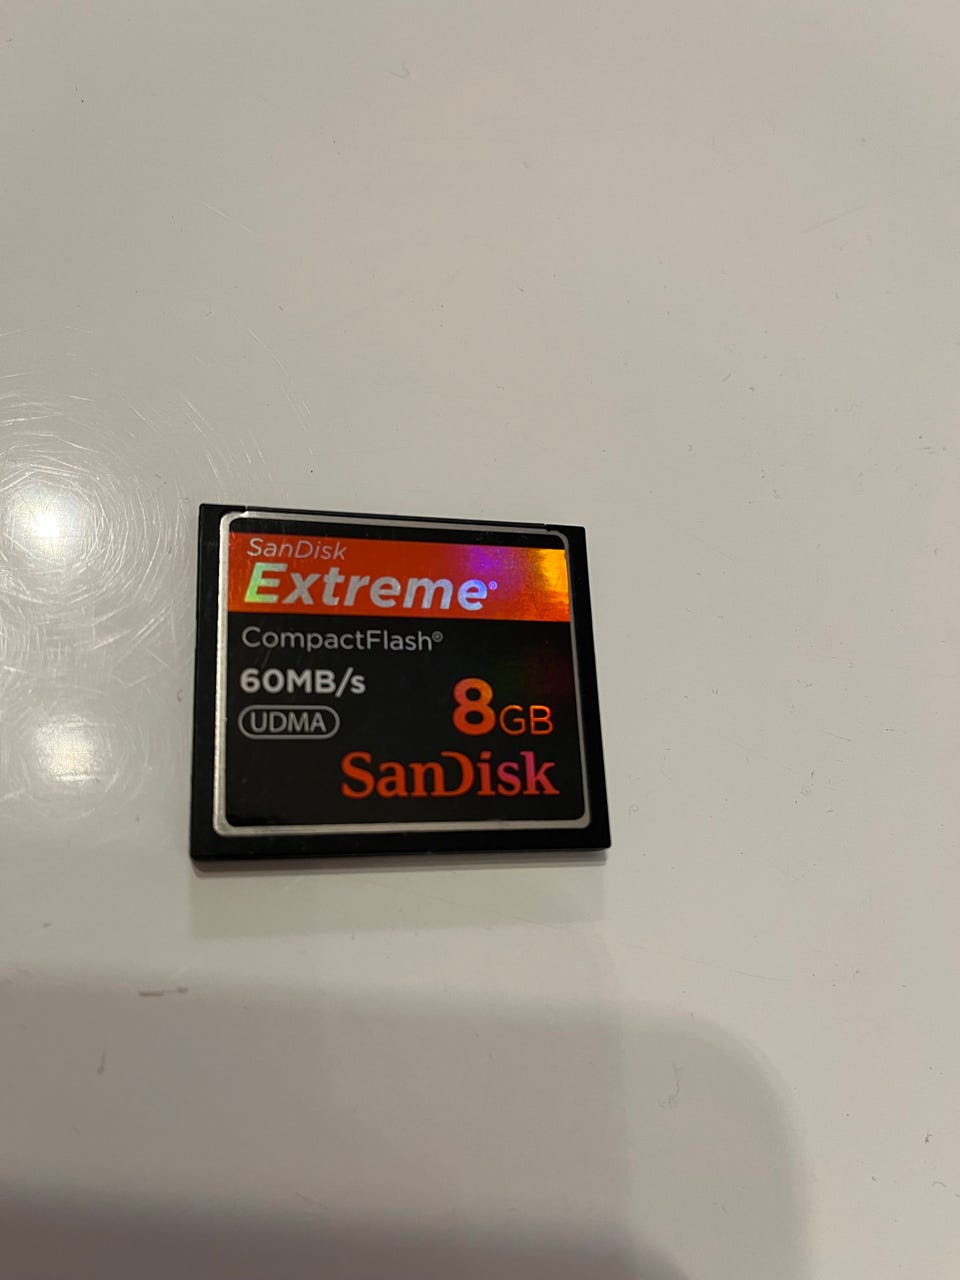 SanDisk
Extreme®
CompactFlash®
60MB/s
UDMA
8GB
SanDisk